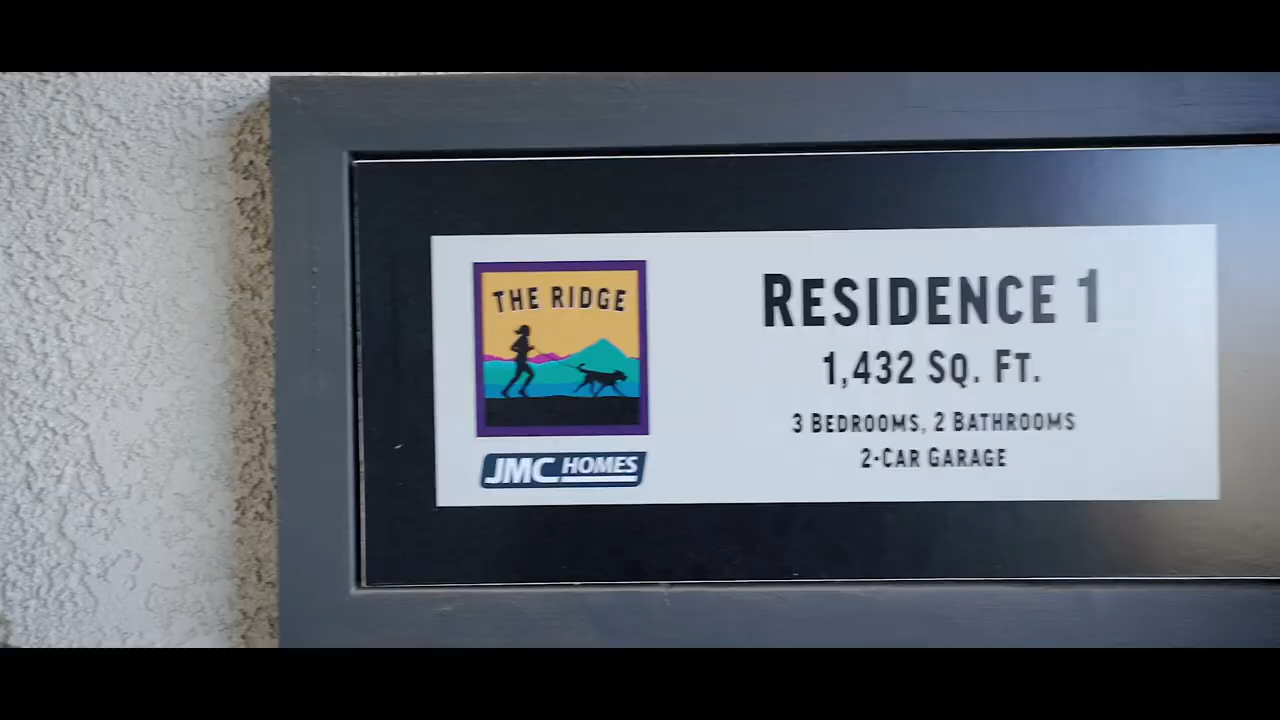 THE RIDGE
JMC HOMES
RESIDENCE 1
1,432 SQ. FT.
3 BEDROOMS, 2 BATHROOMS
2-CAR GARAGE